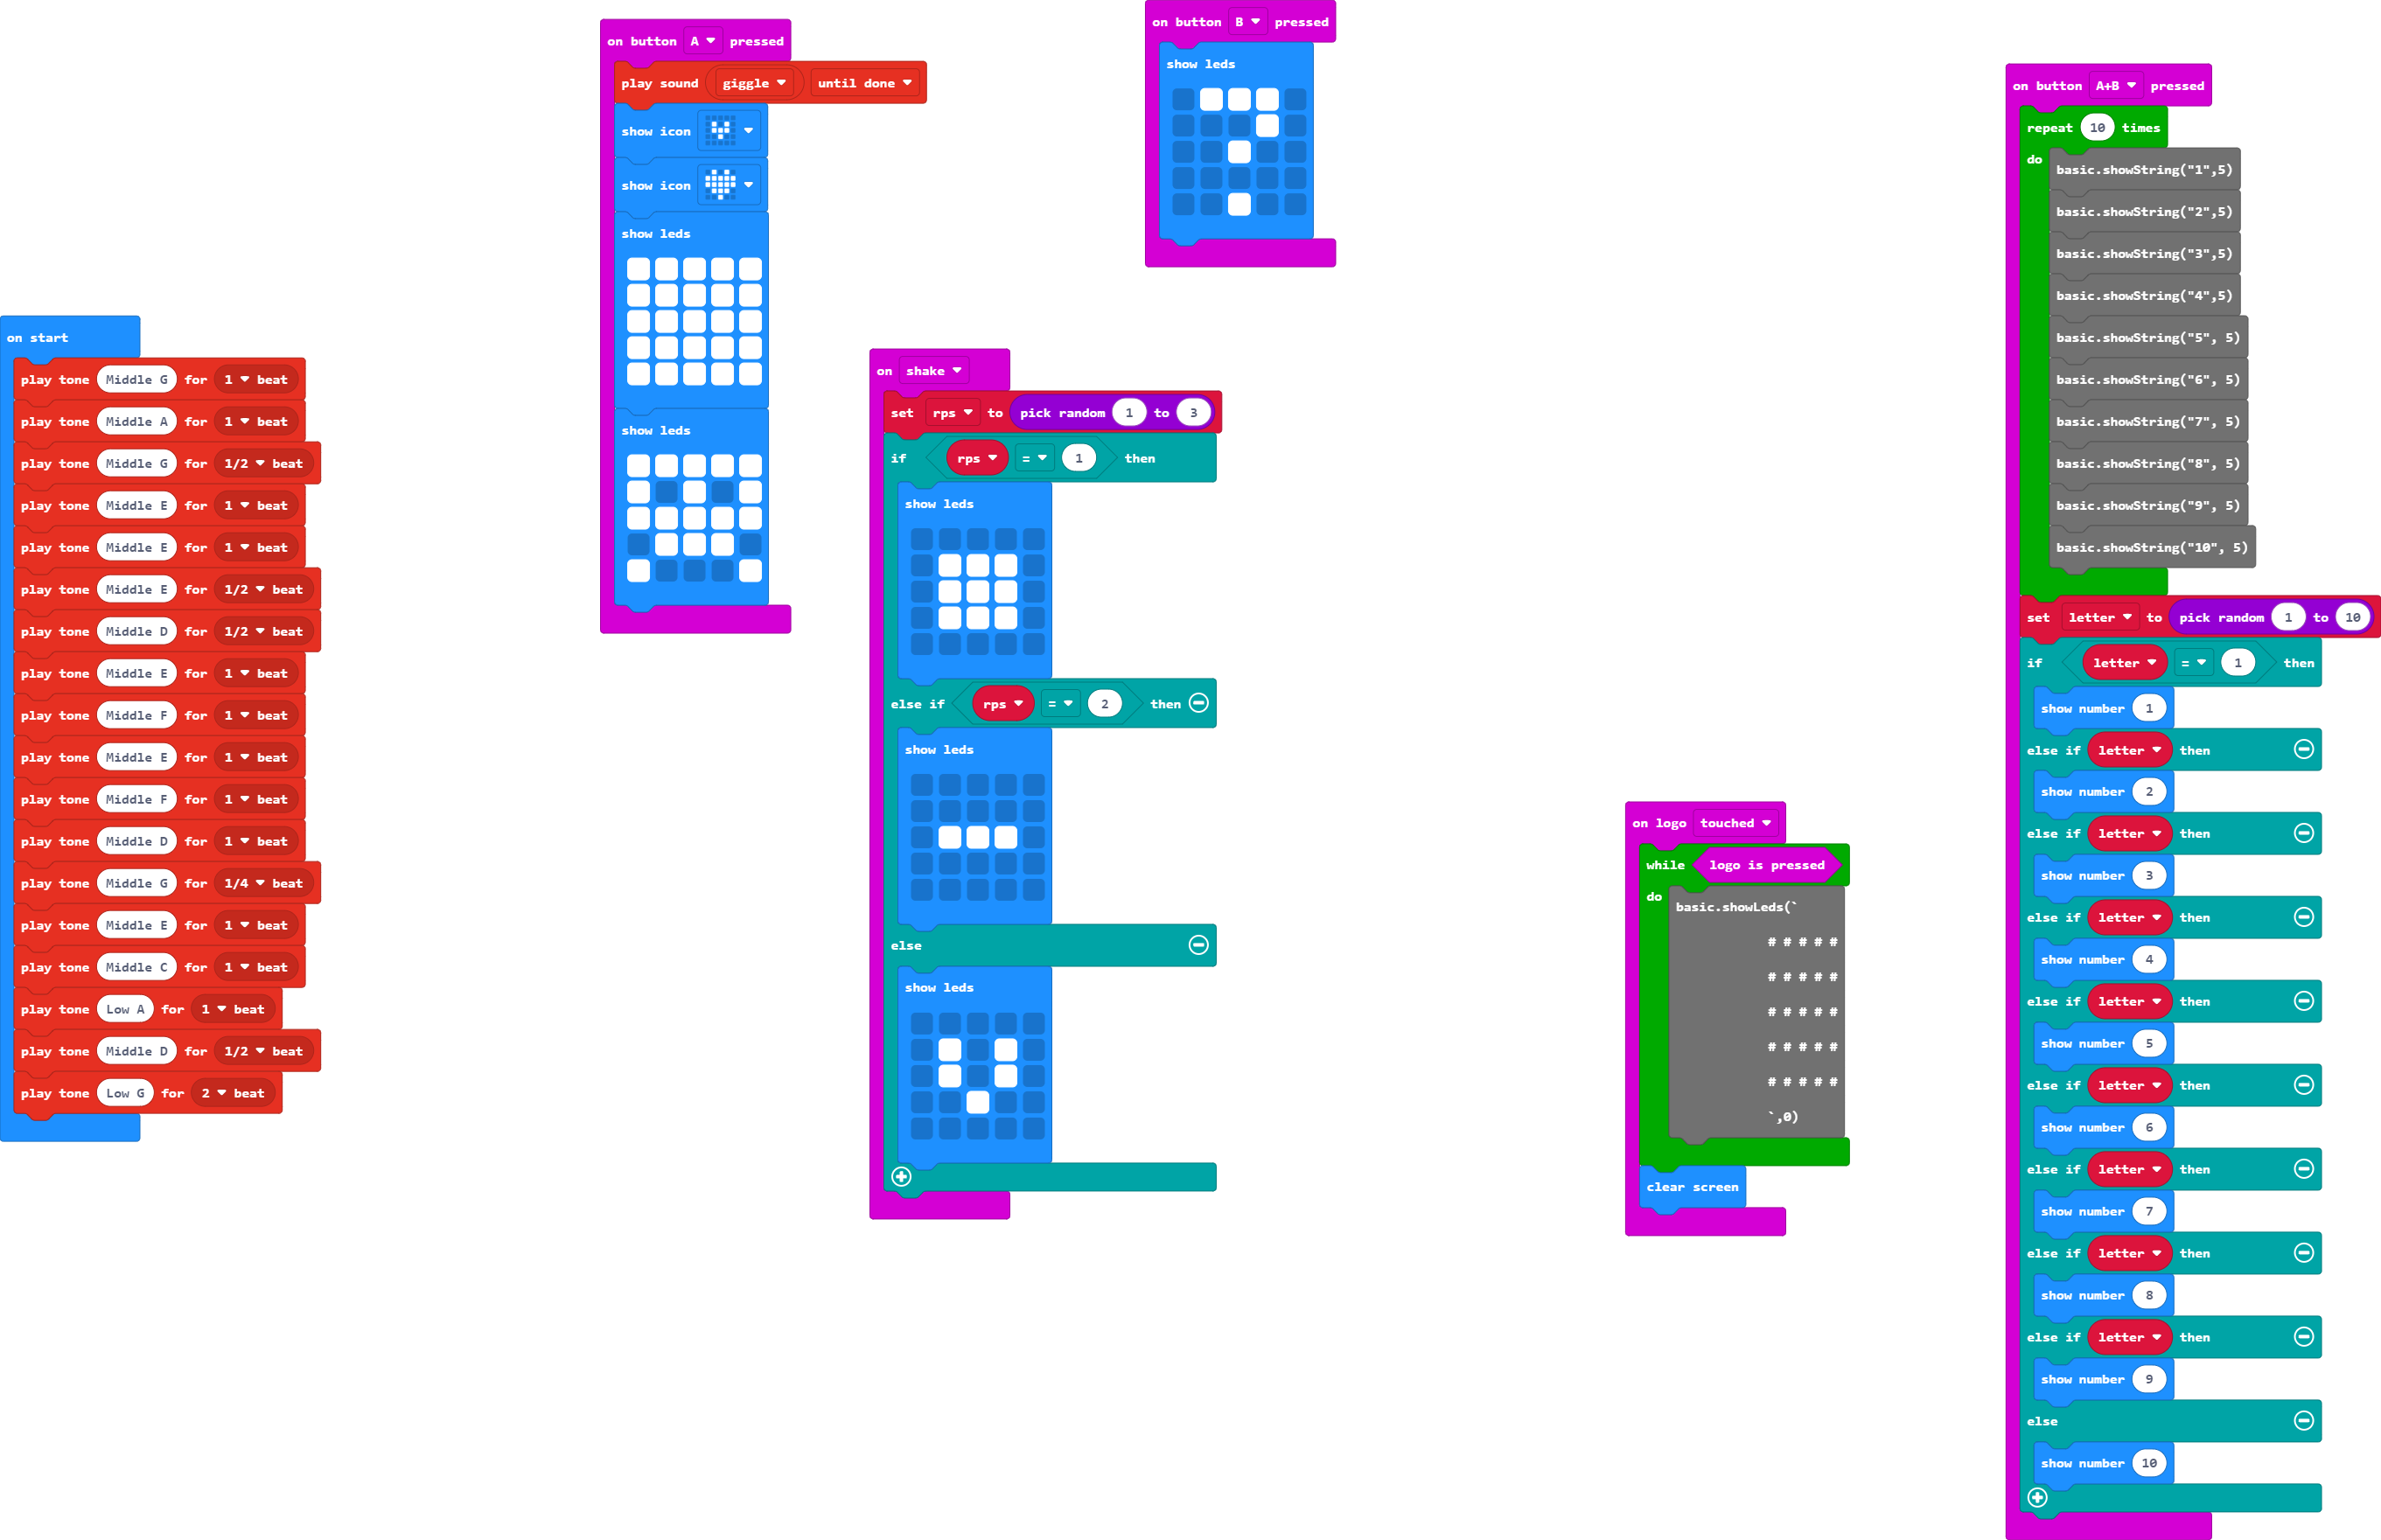 on start
play tone Middle G for 1 beat
play tone Middle A for 1 beat
play tone Middle G for 1/2 beat
play tone Middle E for 1 beat
play tone Middle E for 1 beat
play tone Middle E for 1/2 beat
play tone Middle D for 1/2 beat
play tone Middle E for 1 beat
play tone Middle F for 1 beat
play tone Middle E for 1 beat
play tone Middle F for 1 beat
play tone Middle D for 1 beat
play tone Middle G for 1/4 beat
play tone Middle E for 1 beat
play tone Middle C for 1 beat
play tone Low A for 1 beat
play tone Middle D for 1/2 beat
play tone Low G for 2 beat
on button A pressed
play sound giggle until done
show icon
show icon
show leds
show leds
on shake
set rps to pick random 1 to 3
if rps = 1 then
show leds
else if rps = 2 then
show leds
else
show leds
on button B pressed
show leds
on logo touched
while logo is pressed
do
basic.showLeds(`
# # # # #
# # # # #
# # # # #
# # # # #
# # # # #
`,0)
clear screen
on button A+B pressed
repeat 10 times
do
basic.showString("1",5)
basic.showString("2",5)
basic.showString("3",5)
basic.showString("4",5)
basic.showString("5", 5)
basic.showString("6", 5)
basic.showString("7", 5)
basic.showString("8", 5)
basic.showString("9", 5)
basic.showString("10", 5)
set letter to pick random 1 to 10
if letter = 1 then
show number 1
else if letter then
show number 2
else if letter then
show number 3
else if letter then
show number 4
else if letter then
show number 5
else if letter then
show number 6
else if letter then
show number 7
else if letter then
show number 8
else if letter then
show number 9
else
show number 10